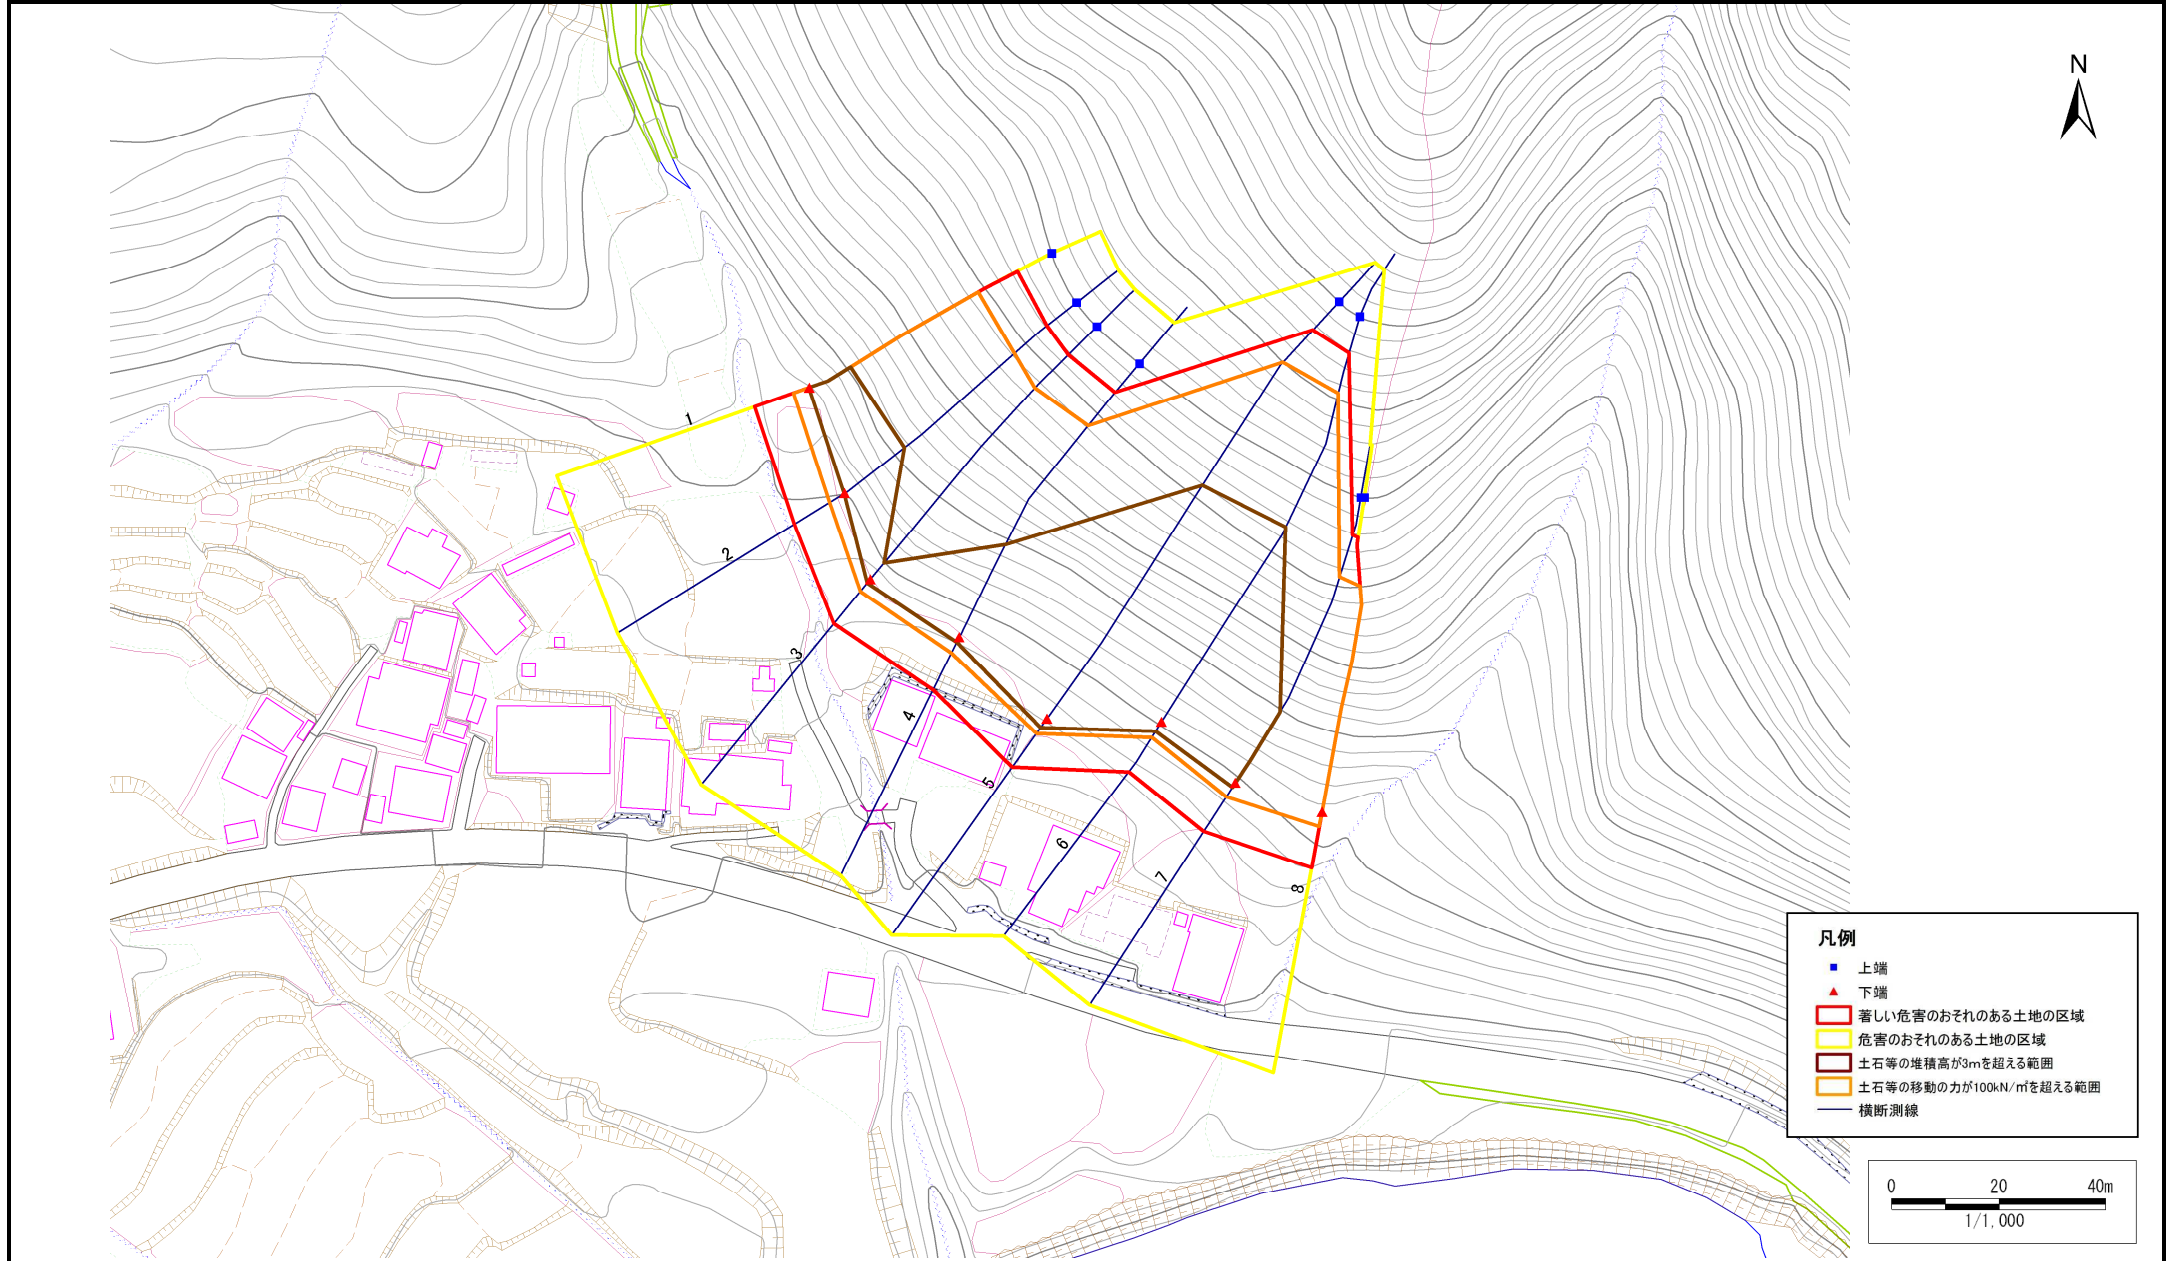 N
1
2
3
4
5
6
7
8
凡例
上端
下端
著しい危害のおそれのある土地の区域
危害のおそれのある土地の区域
土石等の堆積高が3mを超える範囲
土石等の移動の力が100kN/㎡を超える範囲
横断測線
0 20 40m
1/1,000